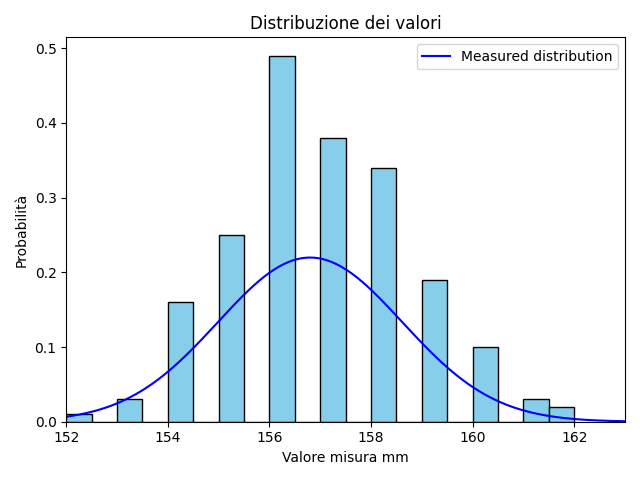 Distribuzione dei valori
Measured distribution
Probabilità
0.5
0.4
0.3
0.2
0.1
0.0
152 154 156 158 160 162
Valore misura mm